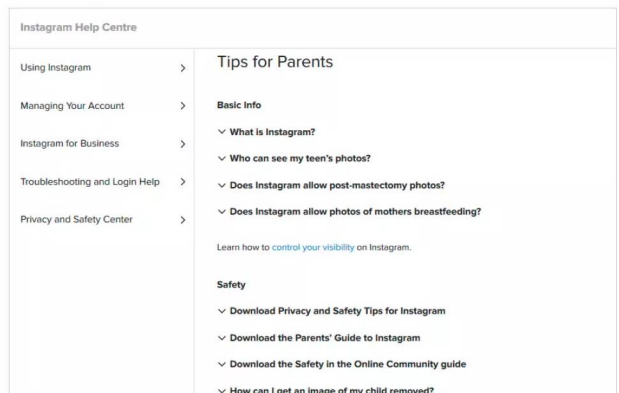 Instagram Help Centre
Using Instagram
Managing Your Account
Instagram for Business
Troubleshooting and Login Help
Privacy and Safety Center
Tips for Parents
Basic Info
What is Instagram?
Who can see my teen's photos?
Does Instagram allow post-mastectomy photos?
Does Instagram allow photos of mothers breastfeeding?
Learn how to control your visibility on Instagram.
Safety
Download Privacy and Safety Tips for Instagram
Download the Parents' Guide to Instagram
Download the Safety in the Online Community guide
How can I get an image of my child removed?